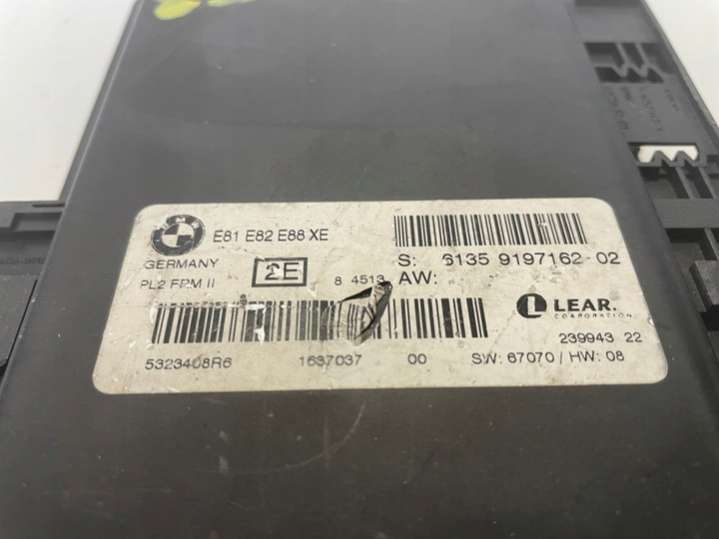 BMW
E81 E82 E88 XE
GERMANY
PL2 FRM II
2E
8 4513
S: 6135 9197162-02
AW:
LEAR.
CORPORATION
239943 22
5323408R6 1637037 00 SW: 67070 / HW: 08